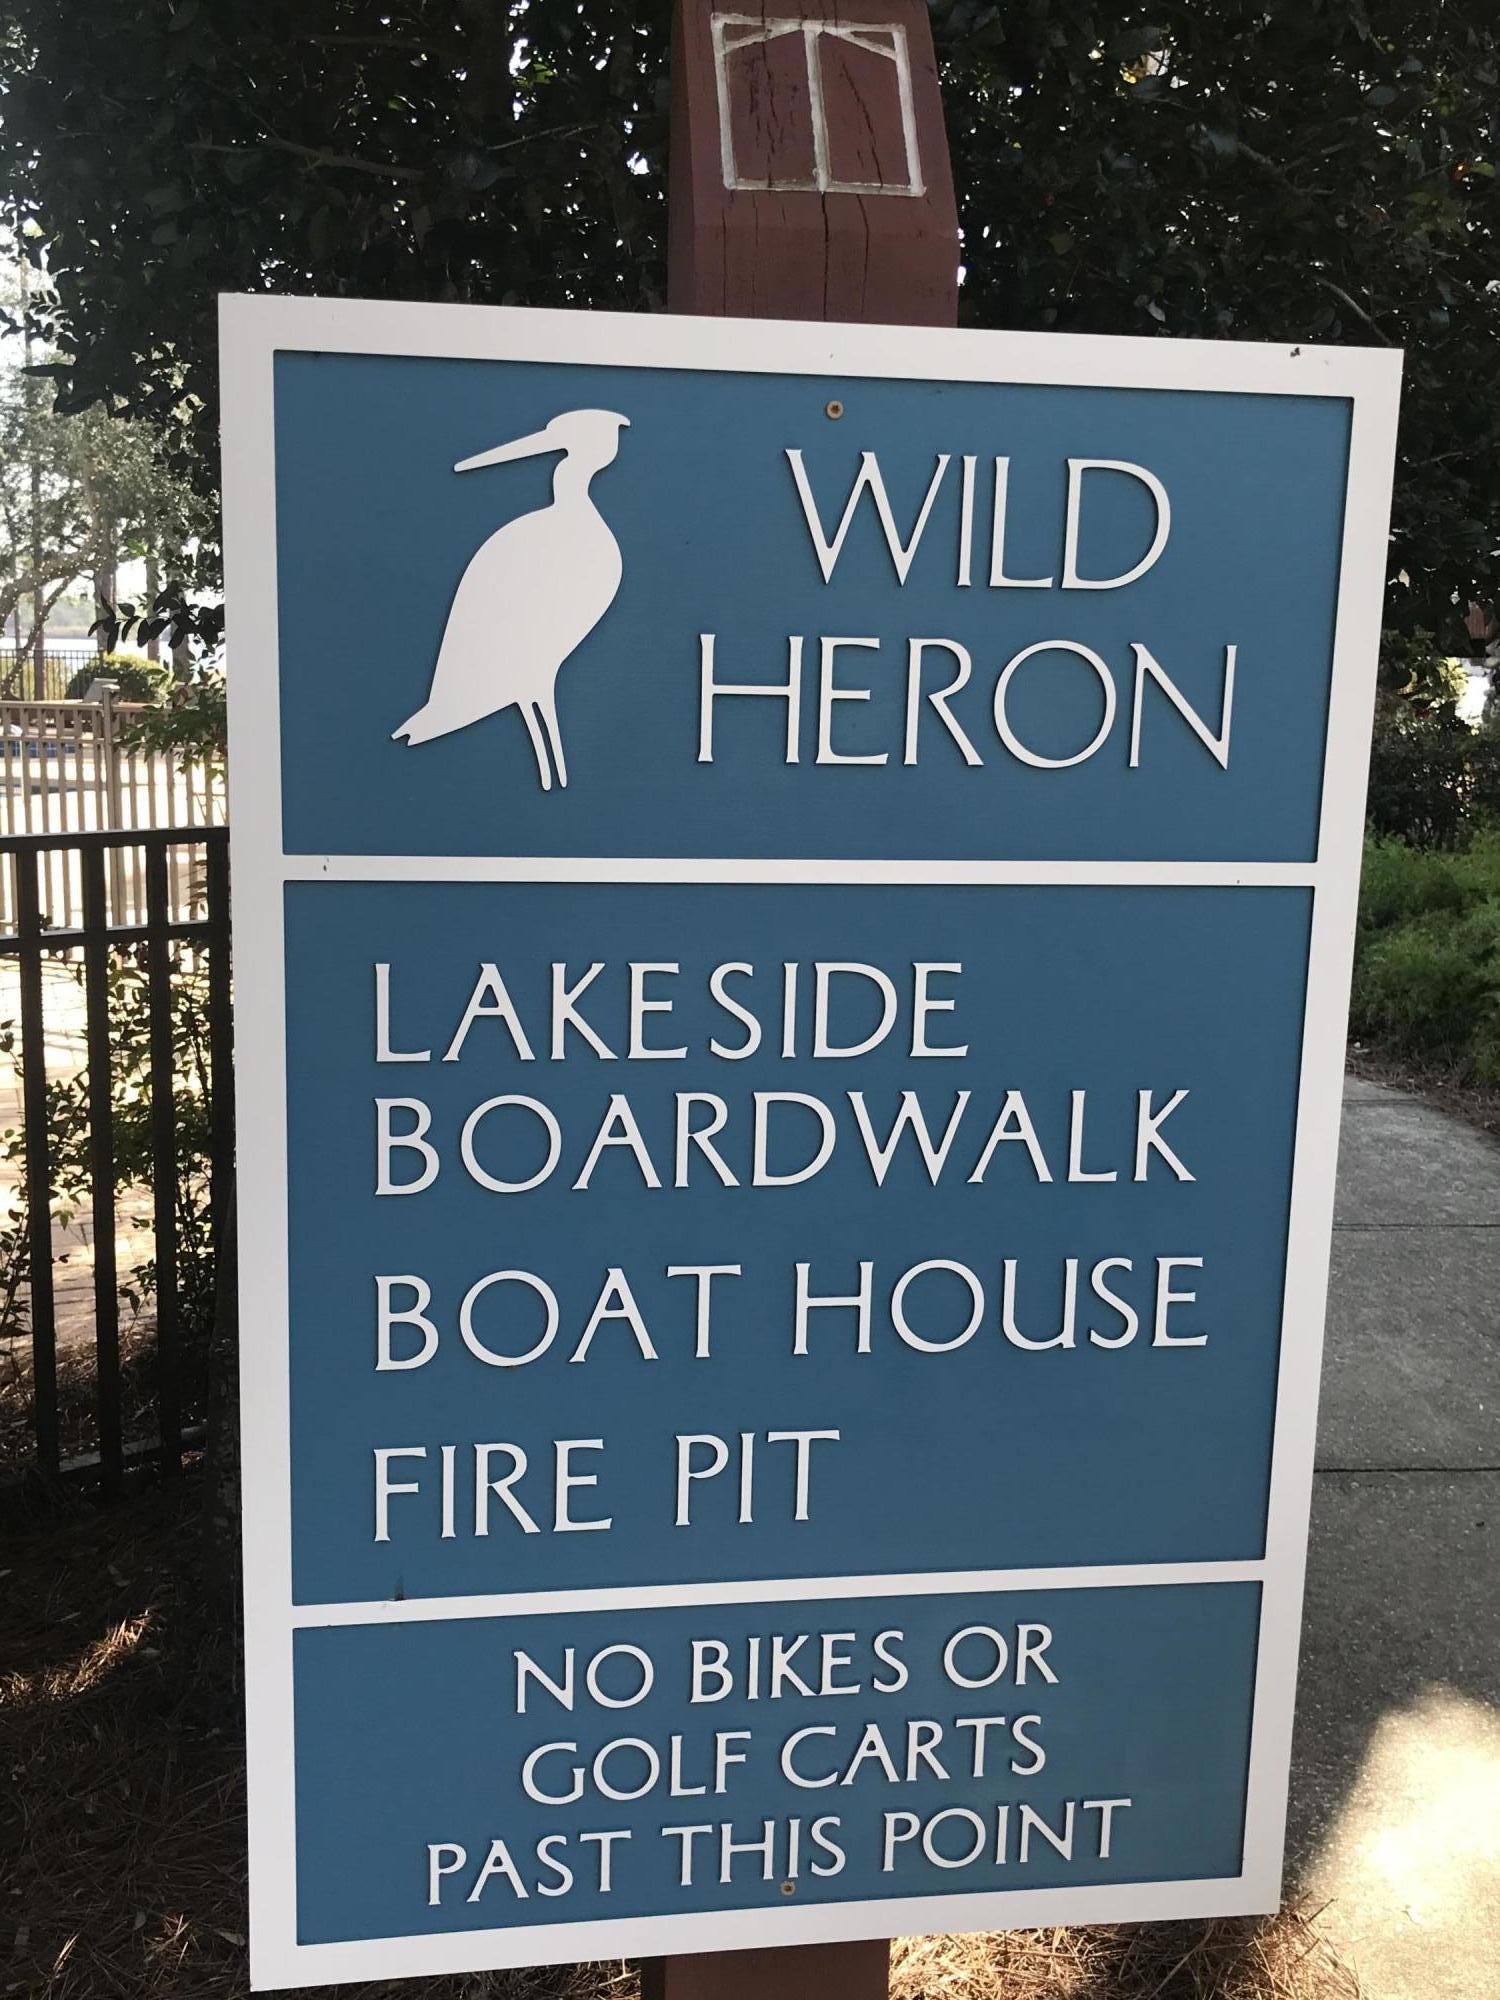 WILD
HERON
LAKESIDE
BOARDWALK
BOAT HOUSE
FIRE PIT
NO BIKES OR
GOLF CARTS
PAST THIS POINT